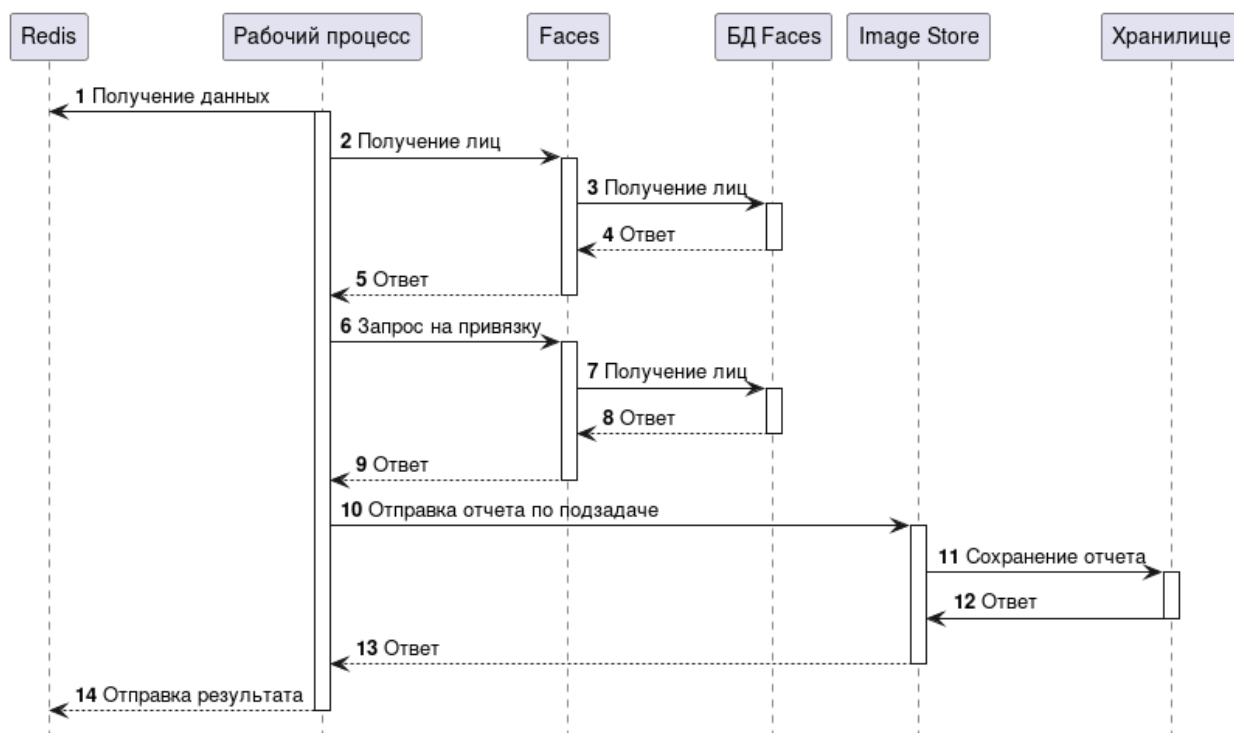 Redis
Рабочий процесс
Faces
БД Faces
Image Store
Хранилище
1 Получение данных
2 Получение лиц
3 Получение лиц
4 Ответ
5 Ответ
6 Запрос на привязку
7 Получение лиц
8 Ответ
9 Ответ
10 Отправка отчета по подзадаче
11 Сохранение отчета
12 Ответ
13 Ответ
14 Отправка результата